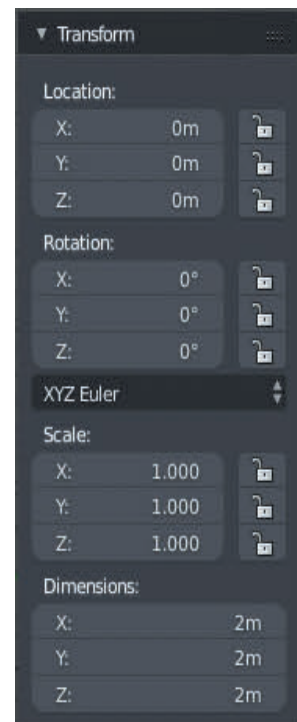 Transform
Location:
X: 0m
Y: 0m
Z: 0m
Rotation:
X: 0°
Y: 0°
Z: 0°
XYZ Euler
Scale:
X: 1.000
Y: 1.000
Z: 1.000
Dimensions:
X: 2m
Y: 2m
Z: 2m